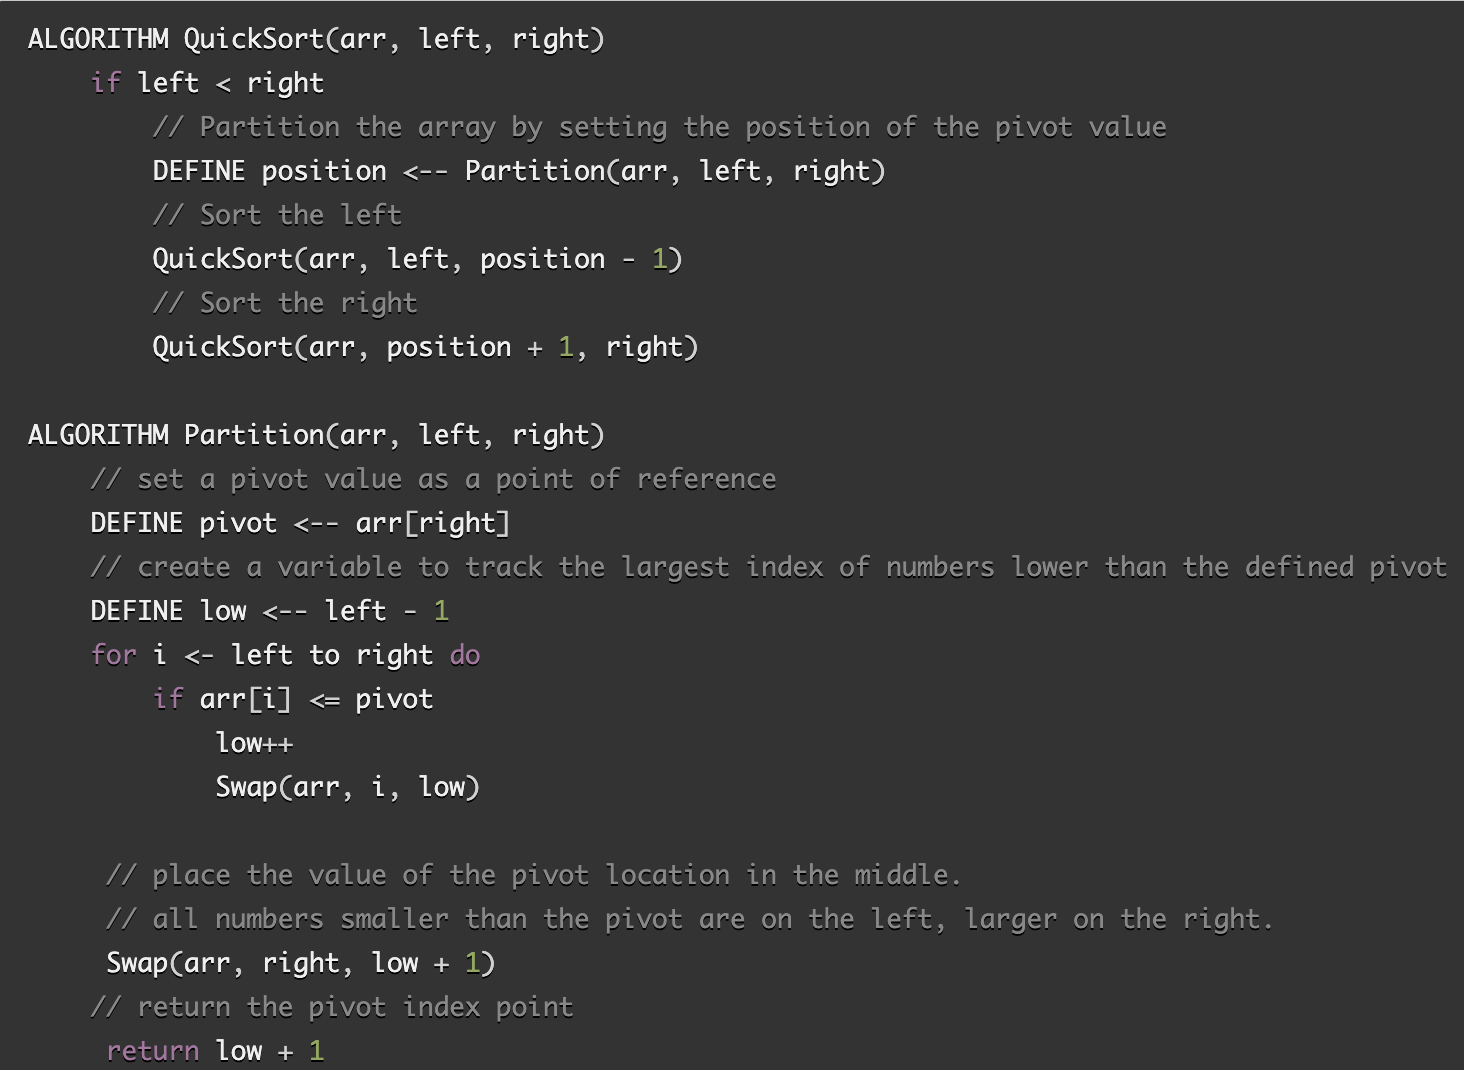 ALGORITHM QuickSort(arr, left, right)
    if left < right
        // Partition the array by setting the position of the pivot value
        DEFINE position <-- Partition(arr, left, right)
        // Sort the left
        QuickSort(arr, left, position - 1)
        // Sort the right
        QuickSort(arr, position + 1, right)

ALGORITHM Partition(arr, left, right)
    // set a pivot value as a point of reference
    DEFINE pivot <-- arr[right]
    // create a variable to track the largest index of numbers lower than the defined pivot
    DEFINE low <-- left - 1
    for i <- left to right do
        if arr[i] <= pivot
            low++
            Swap(arr, i, low)

     // place the value of the pivot location in the middle.
     // all numbers smaller than the pivot are on the left, larger on the right.
     Swap(arr, right, low + 1)
    // return the pivot index point
     return low + 1